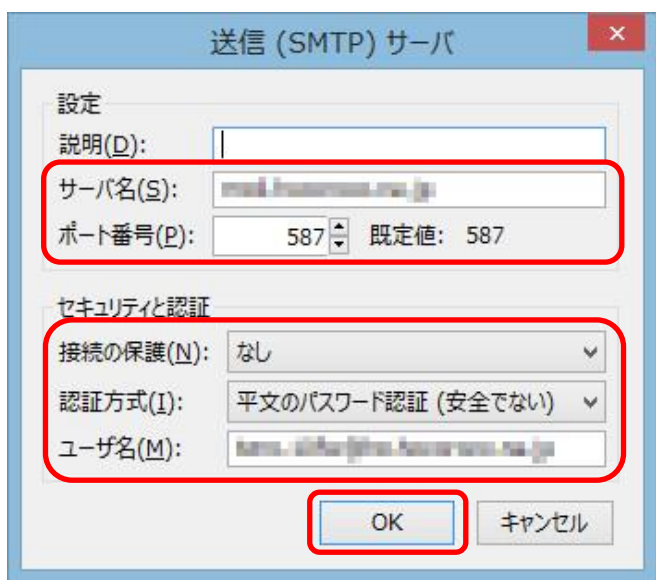 送信 (SMTP) サーバ
設定
説明(D):
サーバ名(S):
ポート番号(P): 587 既定値: 587
セキュリティと認証
接続の保護(N): なし
認証方式(I): 平文のパスワード認証 (安全でない)
ユーザ名(M):
OK キャンセル